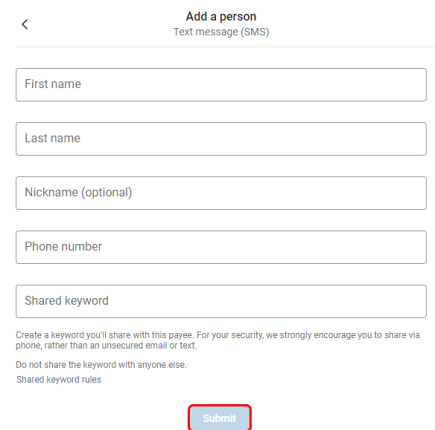 Add a person
Text message (SMS)
First name
Last name
Nickname (optional)
Phone number
Shared keyword
Create a keyword you'll share with this payee. For your security, we strongly encourage you to share via
phone, rather than an unsecured email or text.
Do not share the keyword with anyone else.
Shared keyword rules
Submit